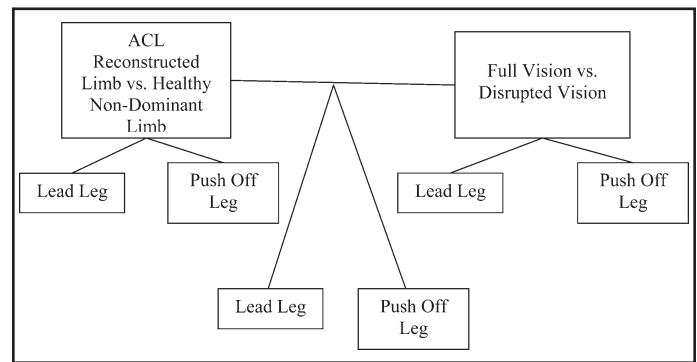 ACL
Reconstructed
Limb vs. Healthy
Non-Dominant
Limb
Full Vision vs.
Disrupted Vision
Lead Leg
Push Off
Leg
Lead Leg
Push Off
Leg
Lead Leg
Push Off
Leg